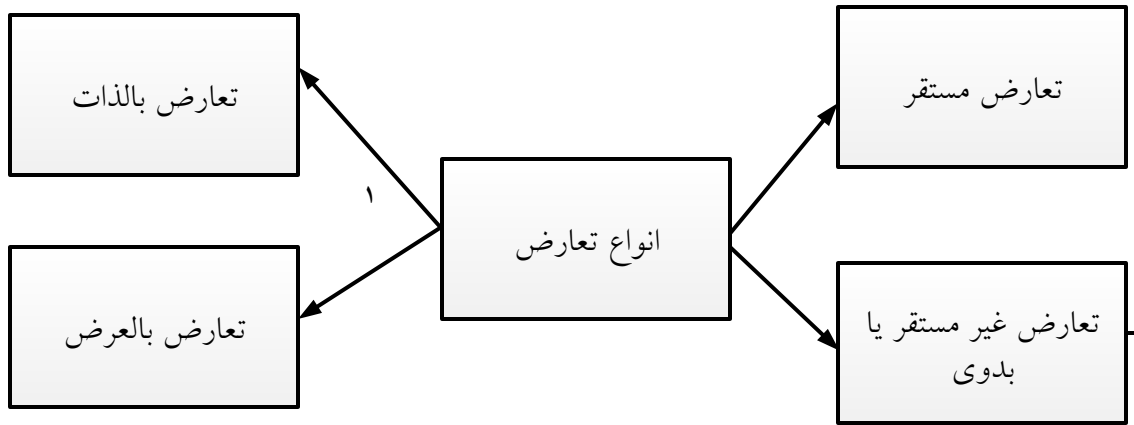 تعارض مستقر
تعارض بالذات
۱
انواع تعارض
تعارض غیر مستقر یا
بدوی
تعارض بالعرض